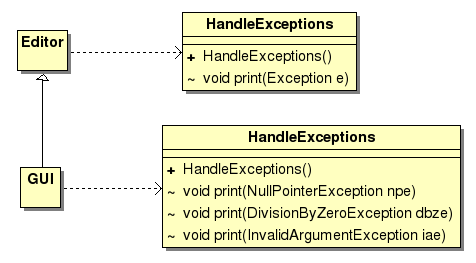 HandleExceptions
Editor
+ HandleExceptions()
~ void print(Exception e)
HandleExceptions
GUI
+ HandleExceptions()
~ void print(NullPointerException npe)
~ void print(DivisionByZeroException dbze)
~ void print(InvalidArgumentException iae)